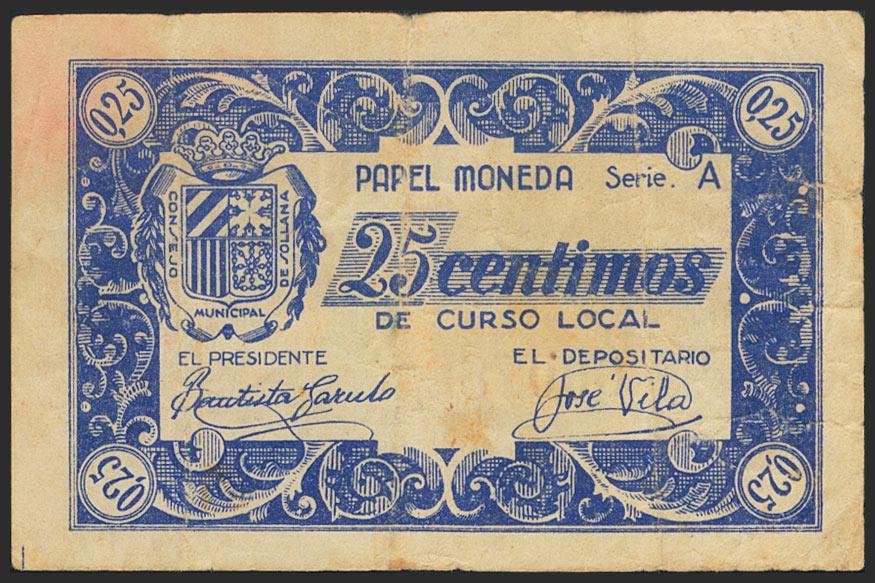 0,25
0,25
PAPEL MONEDA Serie. A
CONSEJO
MUNICIPAL
DE SOLLANA
25 centimos
DE CURSO LOCAL
EL PRESIDENTE
EL DEPOSITARIO
Bautista Garulo
José Vila
0,25
0,25